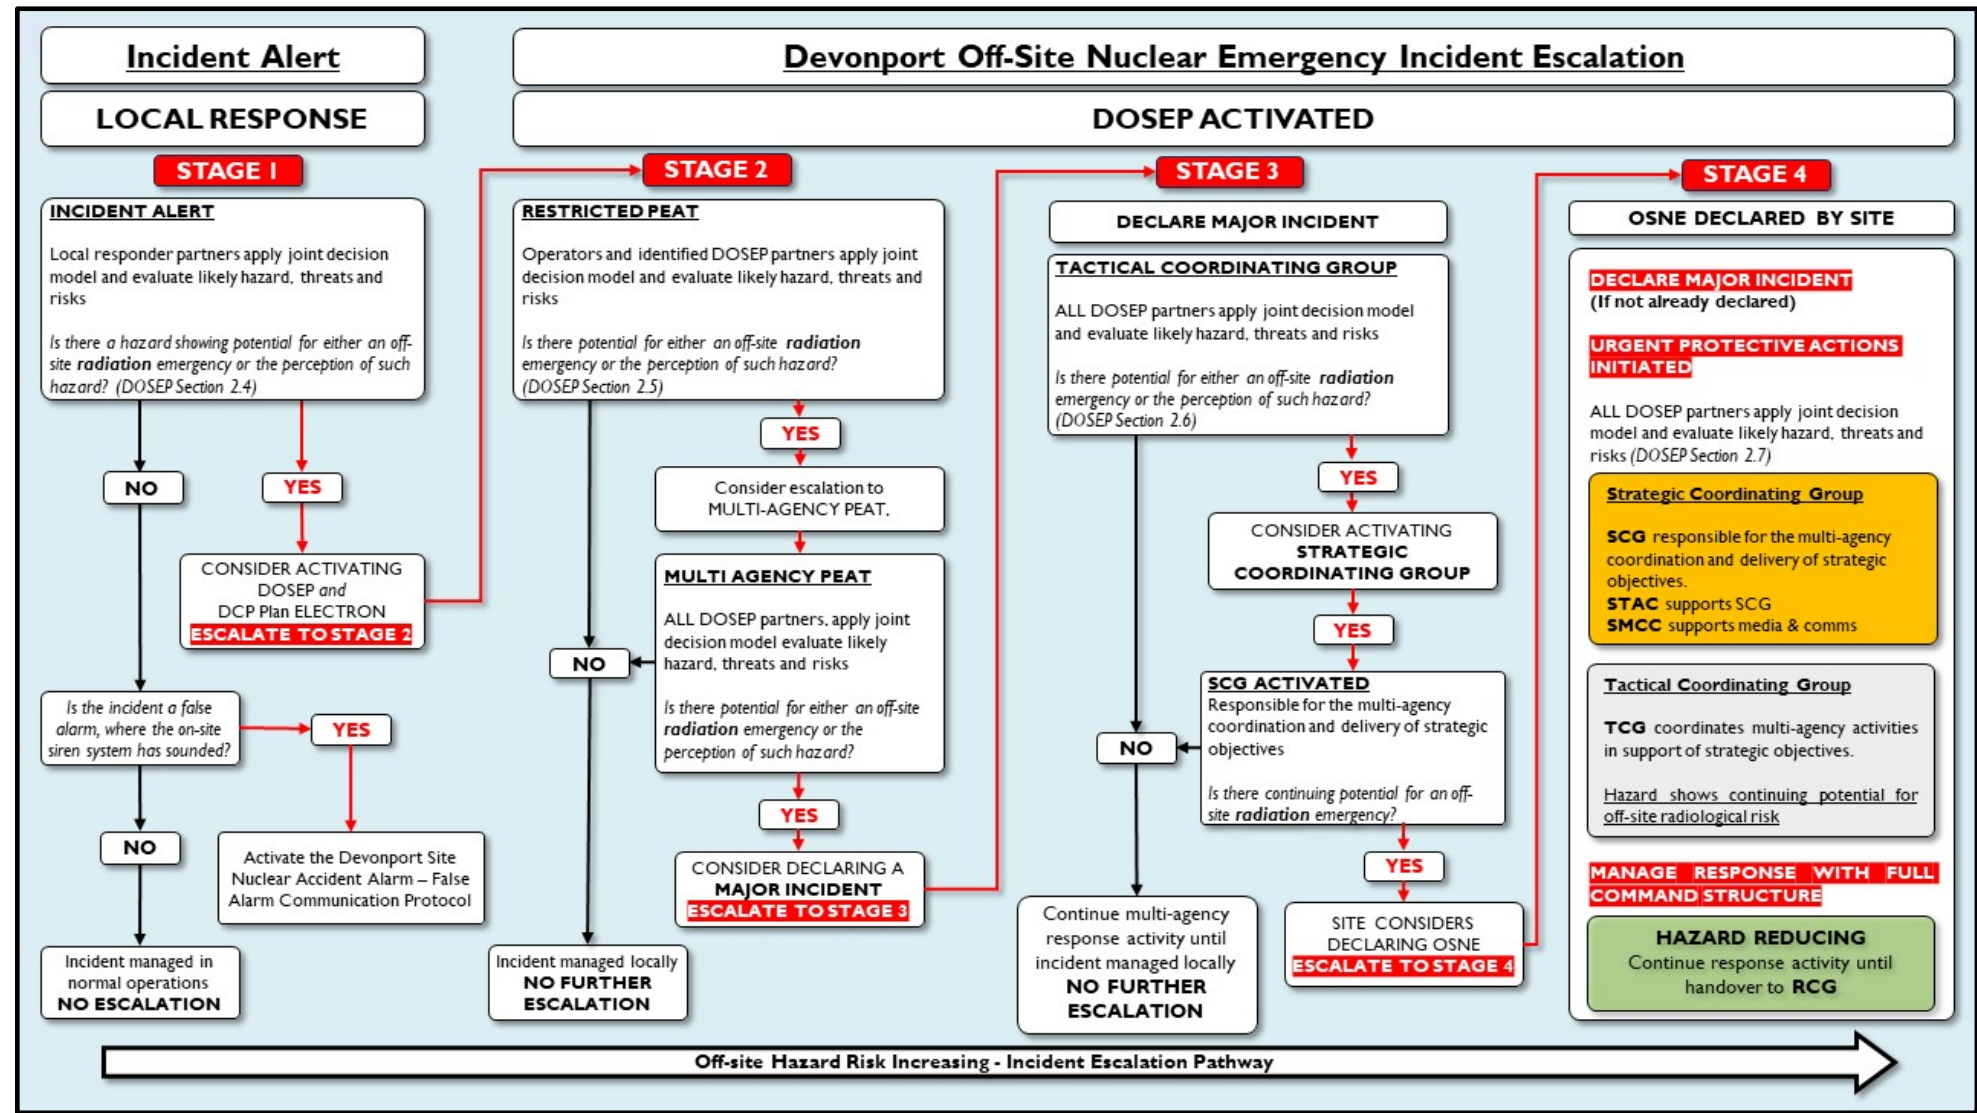 Incident Alert
LOCAL RESPONSE
STAGE 1
INCIDENT ALERT
Local responder partners apply joint decision
model and evaluate likely hazard, threats and
risks
Is there a hazard showing potential for either an off-
site radiation emergency or the perception of such
hazard? (DOSEP Section 2.4)
NO
YES
CONSIDER ACTIVATING
DOSEP and
DCP Plan ELECTRON
ESCALATE TO STAGE 2
Is the incident a false
alarm, where the on-site
siren system has sounded?
YES
NO
Activate the Devonport Site
Nuclear Accident Alarm – False
Alarm Communication Protocol
Incident managed in
normal operations
NO ESCALATION
Devonport Off-Site Nuclear Emergency Incident Escalation
DOSEP ACTIVATED
STAGE 2
RESTRICTED PEAT
Operators and identified DOSEP partners apply joint
decision model and evaluate likely hazard, threats and
risks
Is there potential for either an off-site radiation
emergency or the perception of such hazard?
(DOSEP Section 2.5)
YES
Consider escalation to
MULTI-AGENCY PEAT.
MULTI AGENCY PEAT
ALL DOSEP partners, apply joint
decision model evaluate likely
hazard, threats and risks
Is there potential for either an off-site
radiation emergency or the
perception of such hazard?
NO
YES
CONSIDER DECLARING A
MAJOR INCIDENT
ESCALATE TO STAGE 3
Incident managed locally
NO FURTHER
ESCALATION
STAGE 3
DECLARE MAJOR INCIDENT
TACTICAL COORDINATING GROUP
ALL DOSEP partners apply joint decision model
and evaluate likely hazard, threats and risks
Is there potential for either an off-site radiation
emergency or the perception of such hazard?
(DOSEP Section 2.6)
YES
CONSIDER ACTIVATING
STRATEGIC
COORDINATING GROUP
YES
SCG ACTIVATED
Responsible for the multi-agency
coordination and delivery of strategic
objectives
Is there continuing potential for an off-
site radiation emergency?
NO
YES
SITE CONSIDERS
DECLARING OSNE
ESCALATE TO STAGE 4
Continue multi-agency
response activity until
incident managed locally
NO FURTHER
ESCALATION
STAGE 4
OSNE DECLARED BY SITE
DECLARE MAJOR INCIDENT
(If not already declared)
URGENT PROTECTIVE ACTIONS
INITIATED
ALL DOSEP partners apply joint decision
model and evaluate likely hazard, threats and
risks (DOSEP Section 2.7)
Strategic Coordinating Group
SCG responsible for the multi-agency
coordination and delivery of strategic
objectives.
STAC supports SCG
SMCC supports media & comms
Tactical Coordinating Group
TCG coordinates multi-agency activities
in support of strategic objectives.
Hazard shows continuing potential for
off-site radiological risk
MANAGE RESPONSE WITH FULL
COMMAND STRUCTURE
HAZARD REDUCING
Continue response activity until
handover to RCG
Off-site Hazard Risk Increasing - Incident Escalation Pathway